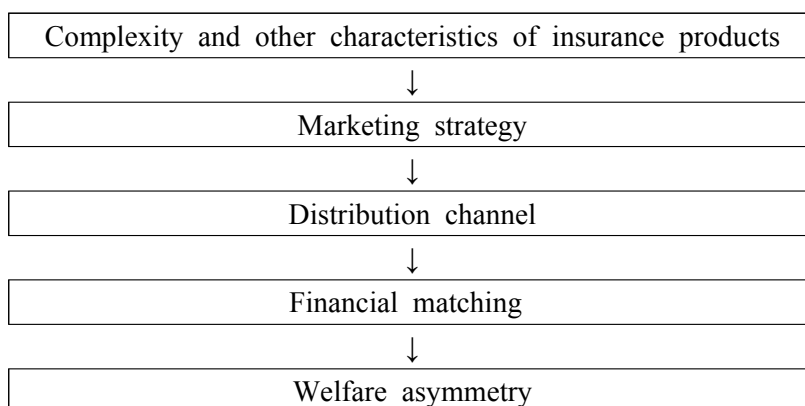 Complexity and other characteristics of insurance products
↓
Marketing strategy
↓
Distribution channel
↓
Financial matching
↓
Welfare asymmetry